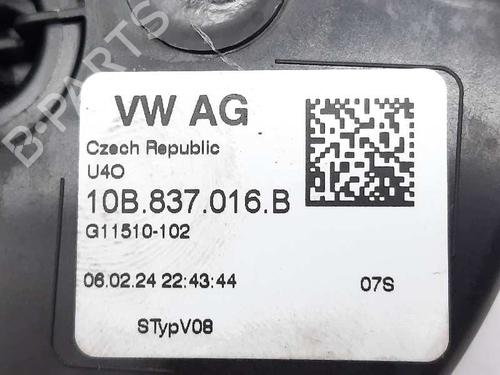 B-PARTS
VW AG
Czech Republic
U4O
10B.837.016.B
G11510-102
06.02.24 22:43:44
07S
STypV08